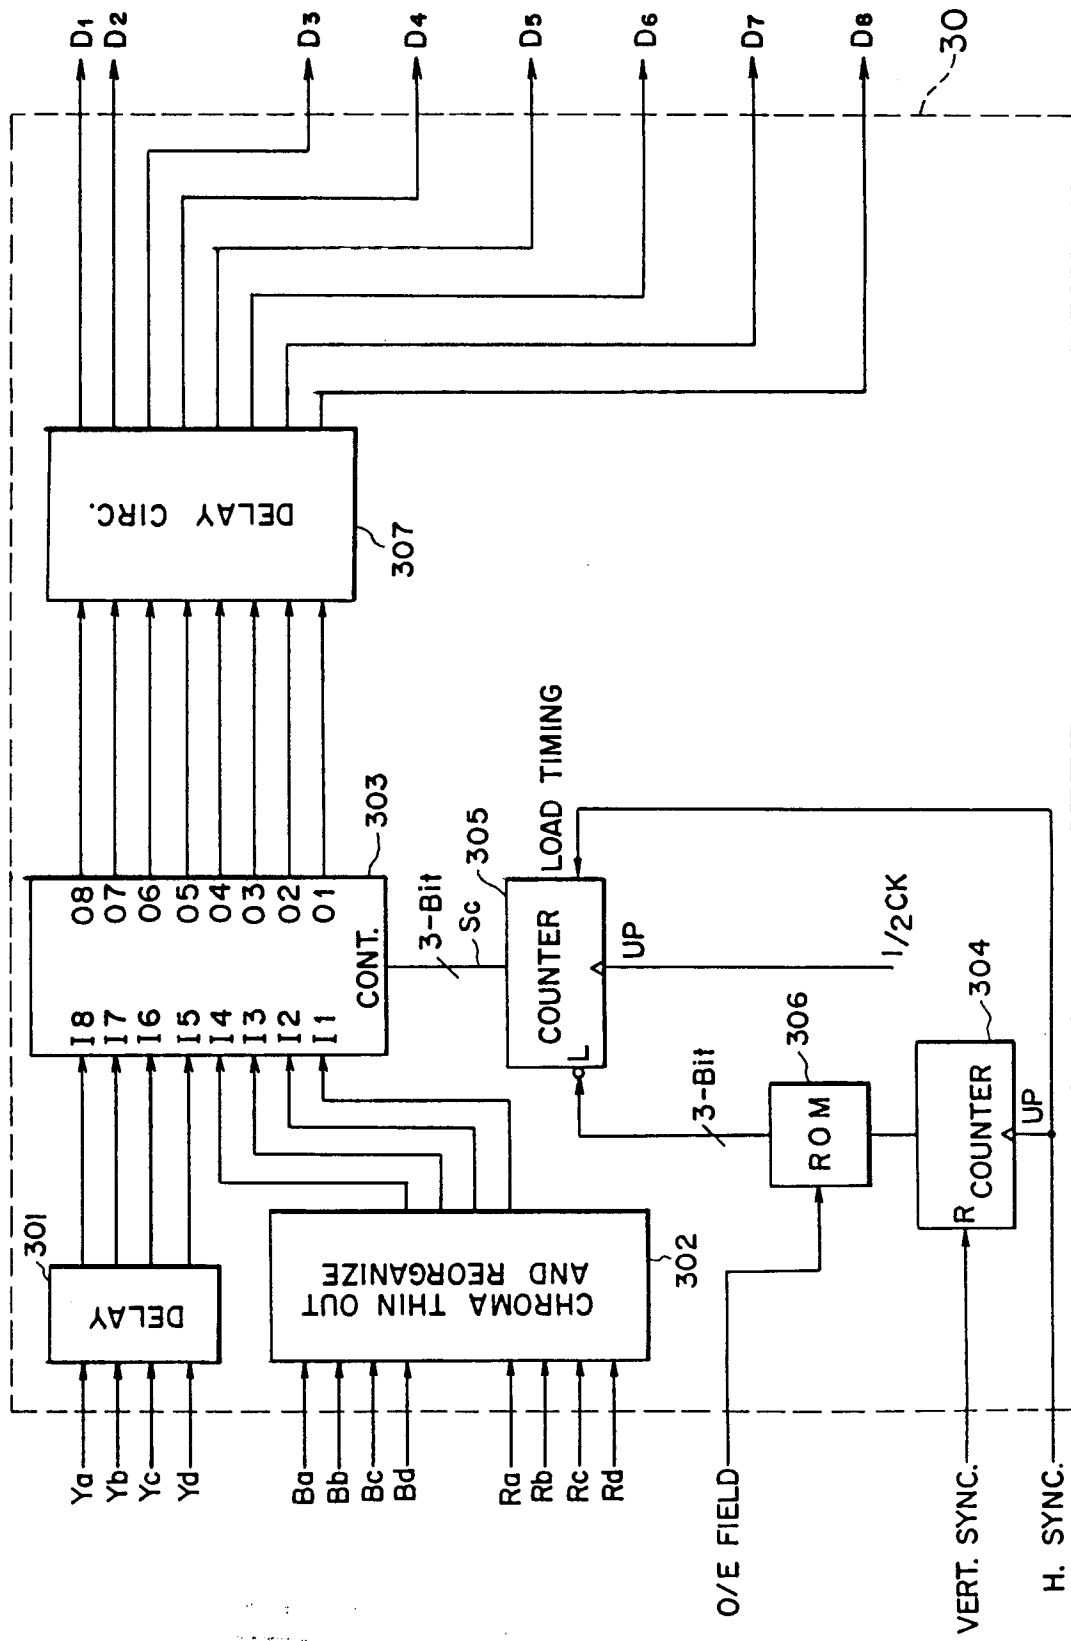 Ya
Yb
Yc
Yd
Ba
Bb
Bc
Bd
Ra
Rb
Rc
Rd
O/E FIELD
VERT. SYNC.
H. SYNC.
301
DELAY
CHROMA THIN OUT
AND REORGANIZE
302
I8 O8
I7 O7
I6 O6
I5 O5
I4 O4
I3 O3
I2 O2
I1 O1
CONT.
303
3-Bit
Sc
305
COUNTER
L
UP
LOAD TIMING
1/2CK
3-Bit
306
ROM
304
R
COUNTER
UP
DELAY CIRC.
307
D1
D2
D3
D4
D5
D6
D7
D8
30